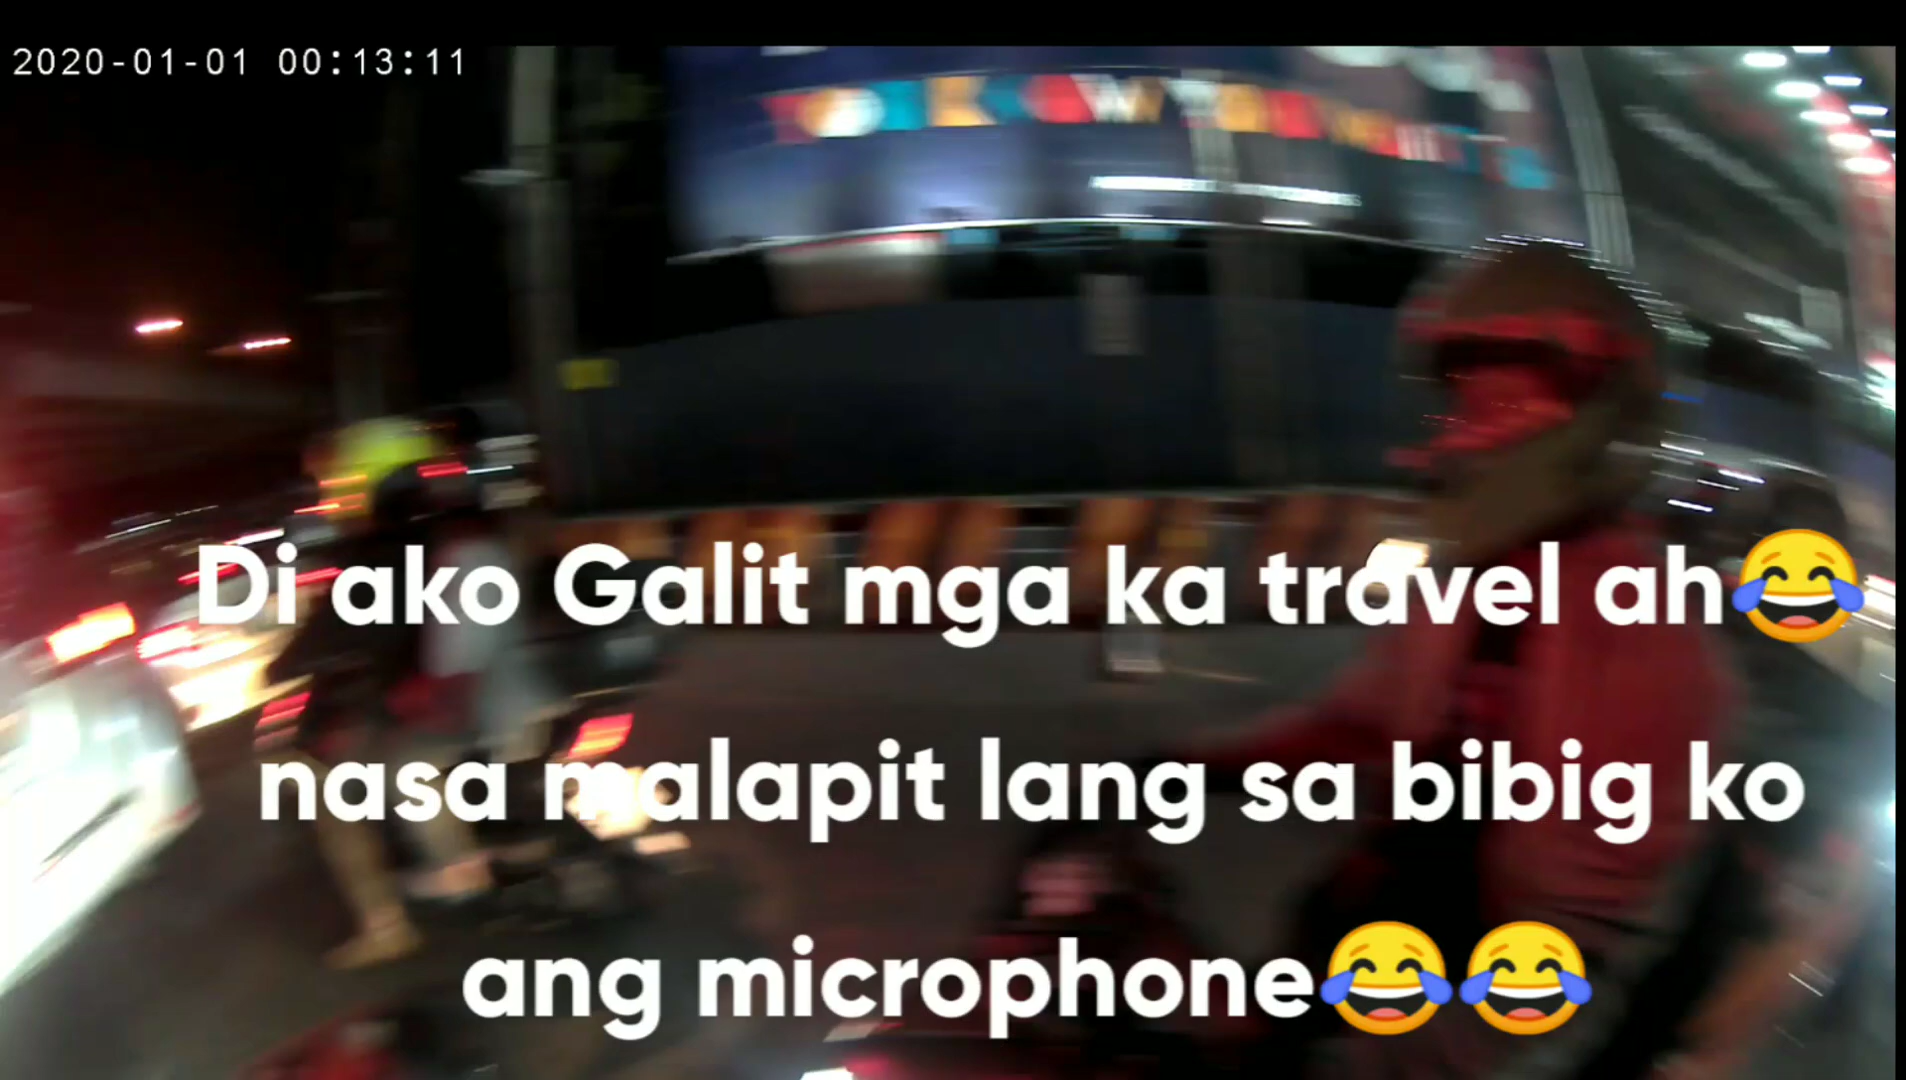 2020-01-01 00:13:11
Di ako Galit mga ka travel ah😂
nasa malapit lang sa bibig ko
ang microphone😂😂